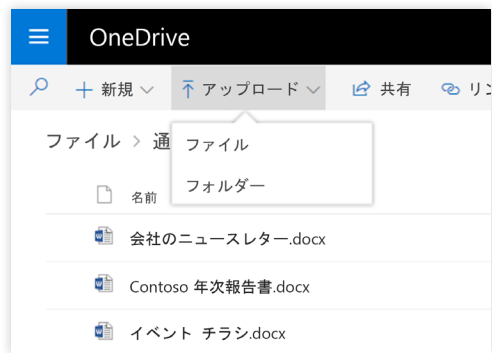 OneDrive
新規 アップロード 共有 リン
ファイル > 通
ファイル
フォルダー
名前
会社のニュースレター.docx
Contoso 年次報告書.docx
イベント チラシ.docx